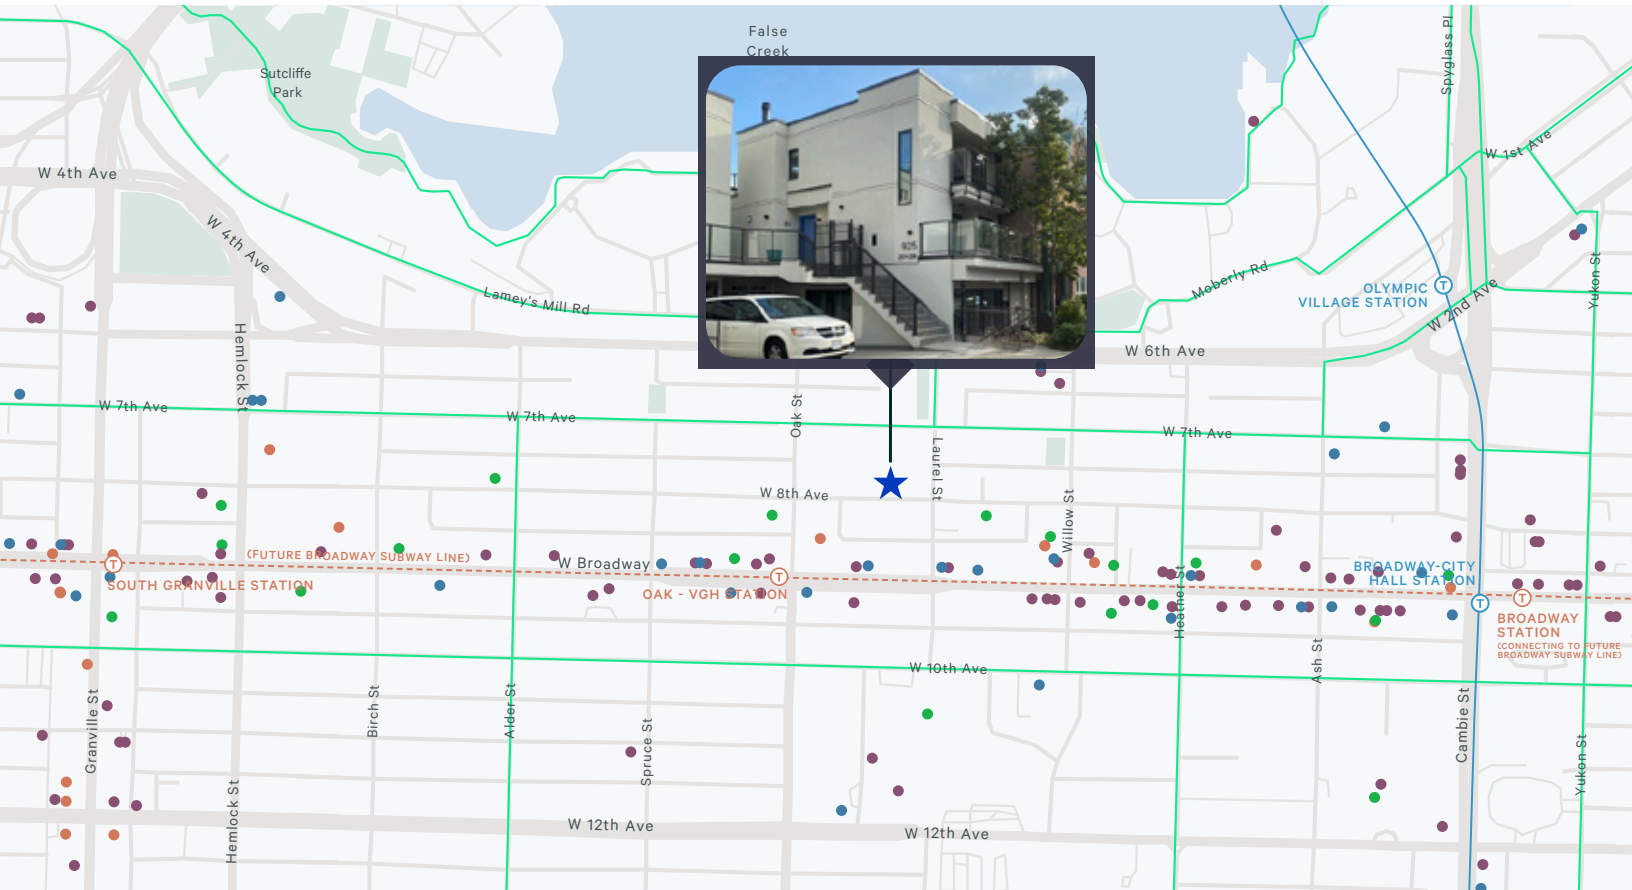 False
Creek
Spyglass Pl
Sutcliffe
Park
W 1st Ave
W 4th Ave
W 4th Ave
925
Yukon St
Moberly Rd
OLYMPIC
VILLAGE STATION
T
W 2nd Ave
Lamey's Mill Rd
Hemlock St
W 6th Ave
W 7th Ave
W 7th Ave
Oak St
W 7th Ave
Laurel St
W 8th Ave
Willow St
(FUTURE BROADWAY SUBWAY LINE)
W Broadway
T
SOUTH GRANVILLE STATION
T
OAK - VGH STATION
Heather St
BROADWAY-CITY
HALL STATION
T
T
BROADWAY
STATION
(CONNECTING TO FUTURE
BROADWAY SUBWAY LINE)
Ash St
W 10th Ave
Granville St
Birch St
Alder St
Spruce St
Cambie St
Yukon St
Hemlock St
W 12th Ave
W 12th Ave